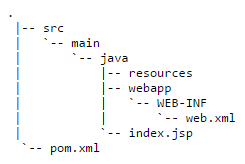 .
|-- src
|   `-- main
|       `-- java
|           |-- resources
|           |-- webapp
|           |   `-- WEB-INF
|           |       `-- web.xml
|           `-- index.jsp
`-- pom.xml